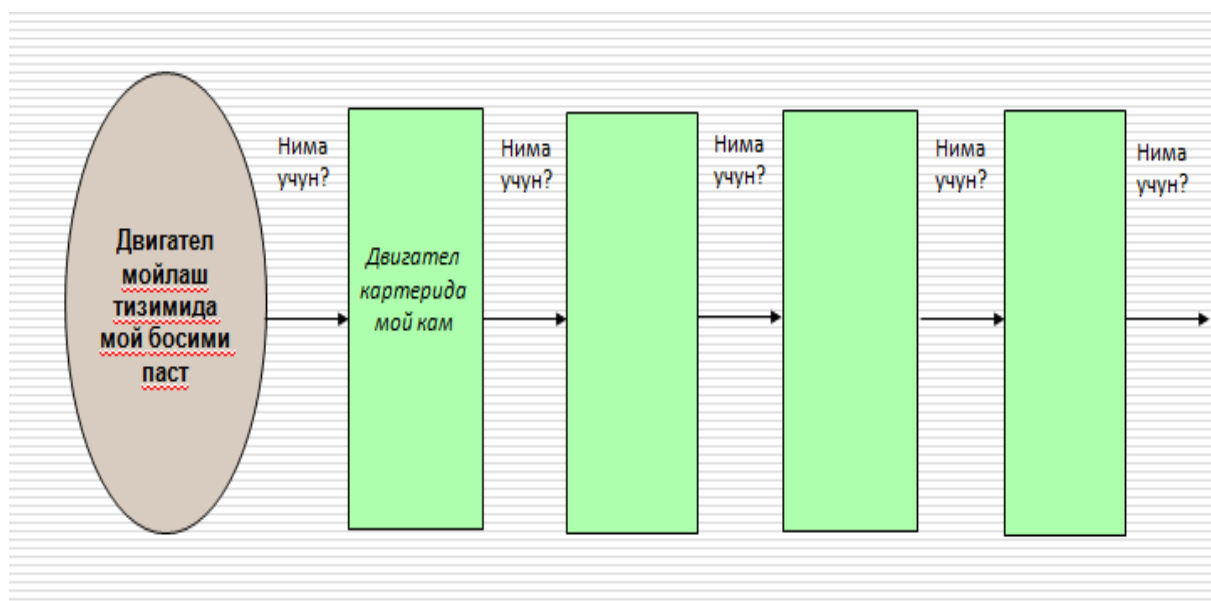 Двигател
мойлаш
тизимида
мой босими
паст
Нима
учун?
Двигател
картерида
мой кам
Нима
учун?
Нима
учун?
Нима
учун?
Нима
учун?